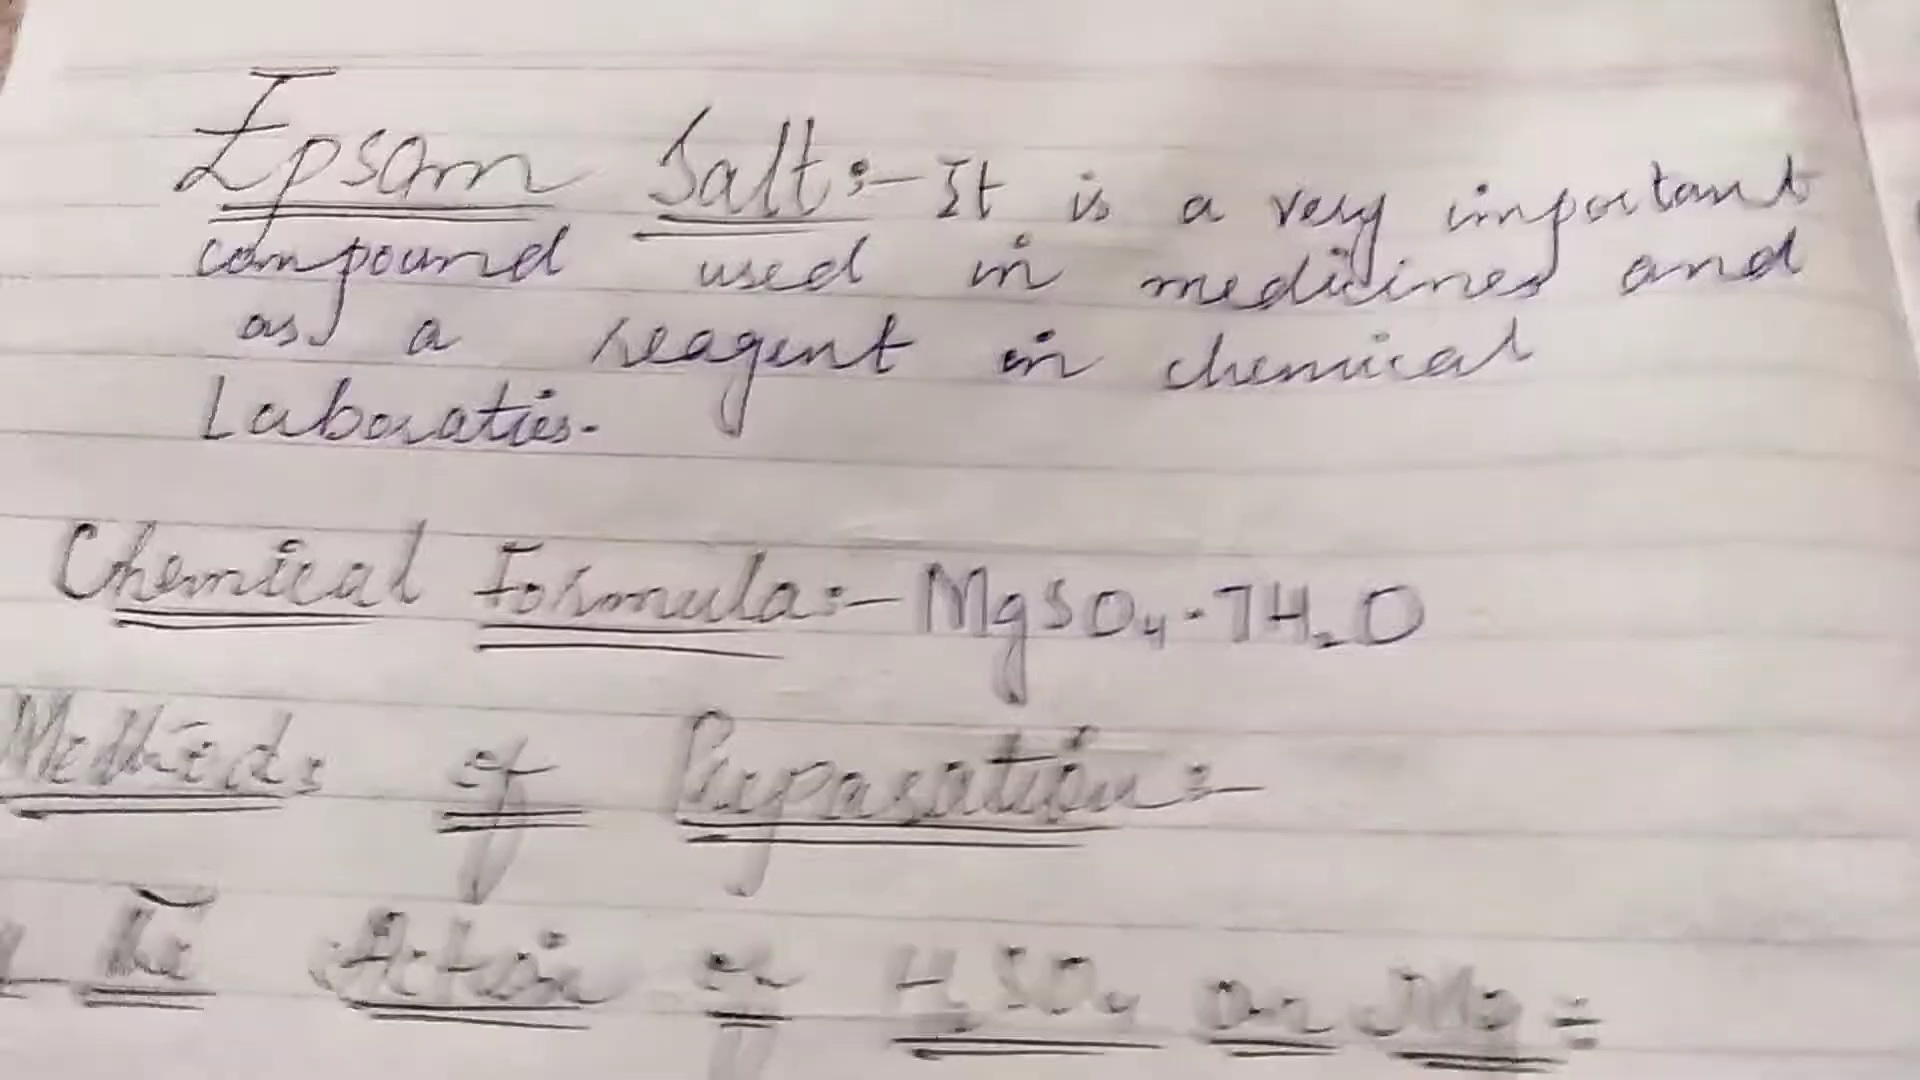 Epsom Salt:- It is a very important
compound used in medicines and
as a reagent in chemical
Laboraties.
Chemical Formula:- MgSO₄·7H₂O
Methods of Preparation:-
Action of H₂SO₄ on Mg:-